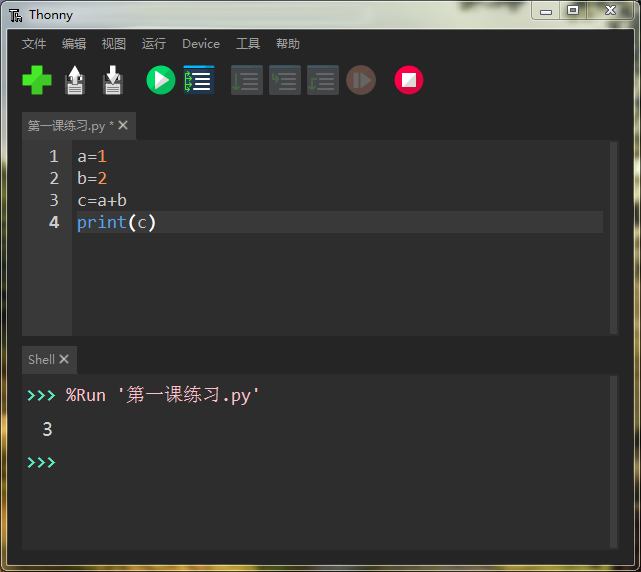 Thonny
文件 编辑 视图 运行 Device 工具 帮助
第一课练习.py *
1 a=1
2 b=2
3 c=a+b
4 print(c)
Shell
>>> %Run '第一课练习.py'
3
>>>